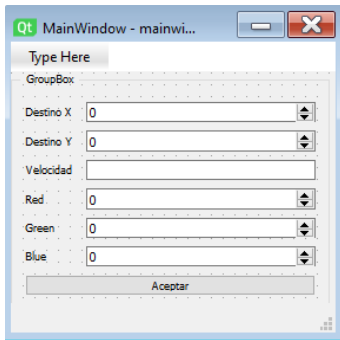 Qt MainWindow - mainwi...
Type Here
GroupBox
Destino X 0
Destino Y 0
Velocidad
Red 0
Green 0
Blue 0
Aceptar